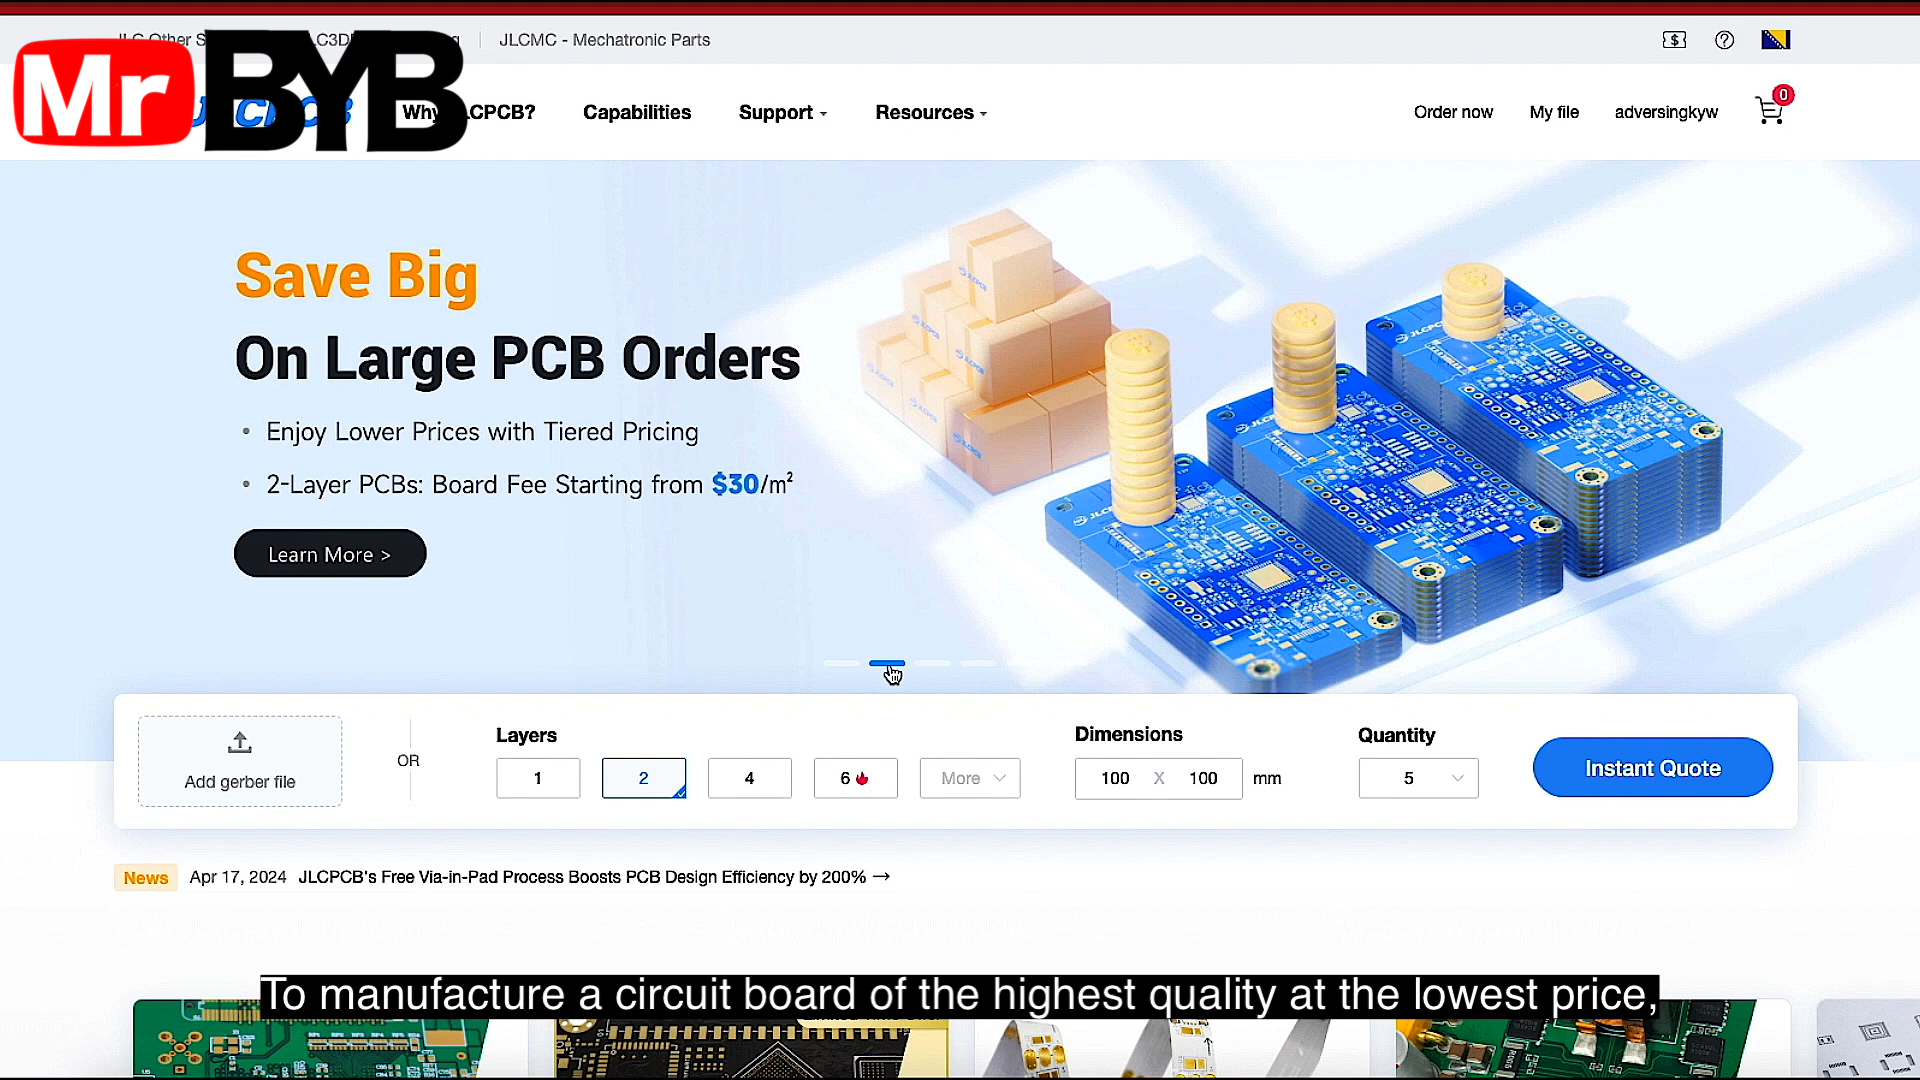 JLCMC - Mechatronic Parts
Mr BYB
Why JLCPCB?
Capabilities
Support
Resources
Order now
My file
adversingkyw
0
Save Big
On Large PCB Orders
• Enjoy Lower Prices with Tiered Pricing
• 2-Layer PCBs: Board Fee Starting from $30/m²
Learn More >
Add gerber file
OR
Layers
1
2
4
6
More
Dimensions
100 X 100 mm
Quantity
5
Instant Quote
News Apr 17, 2024 JLCPCB's Free Via-in-Pad Process Boosts PCB Design Efficiency by 200% →
To manufacture a circuit board of the highest quality at the lowest price,